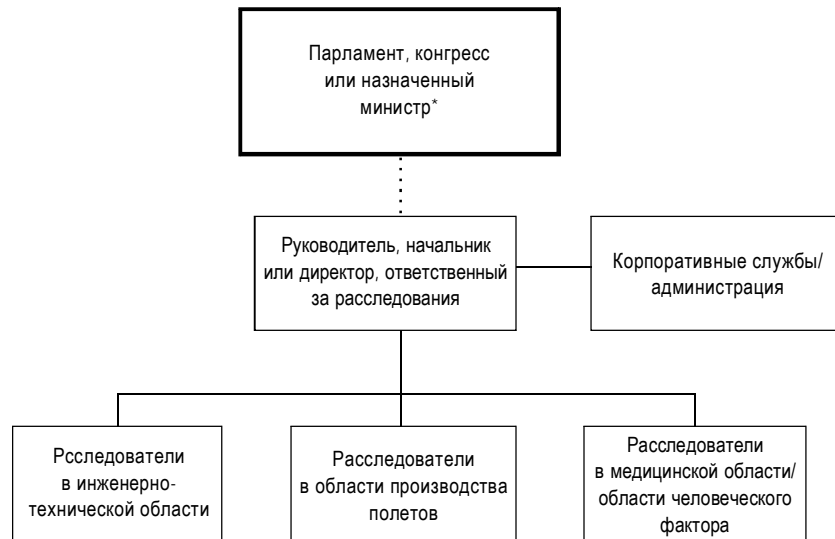 Парламент, конгресс
или назначенный
министр*
Руководитель, начальник
или директор, ответственный
за расследования
Корпоративные службы/
администрация
Рсследователи
в инженерно-
технической области
Расследователи
в области производства
полетов
Расследователи
в медицинской области/
области человеческого
фактора